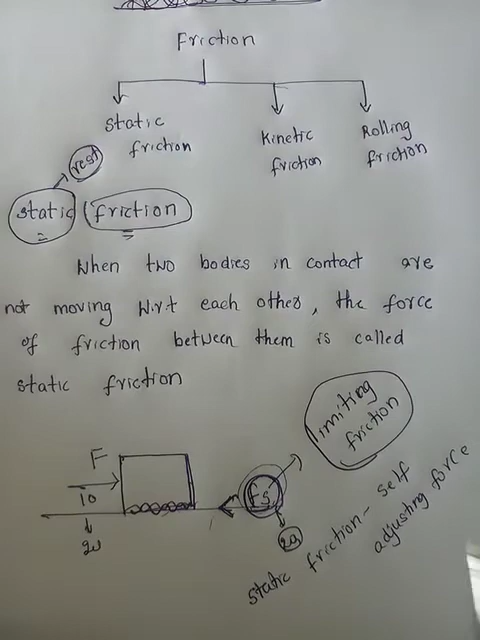 Friction
Static
friction
Kinetic
friction
Rolling
friction
rest
static friction
When two bodies in contact are
not moving w.r.t each other, the force
of friction between them is called
static friction
limiting
friction
F
10
fs
static friction - self
adjusting force